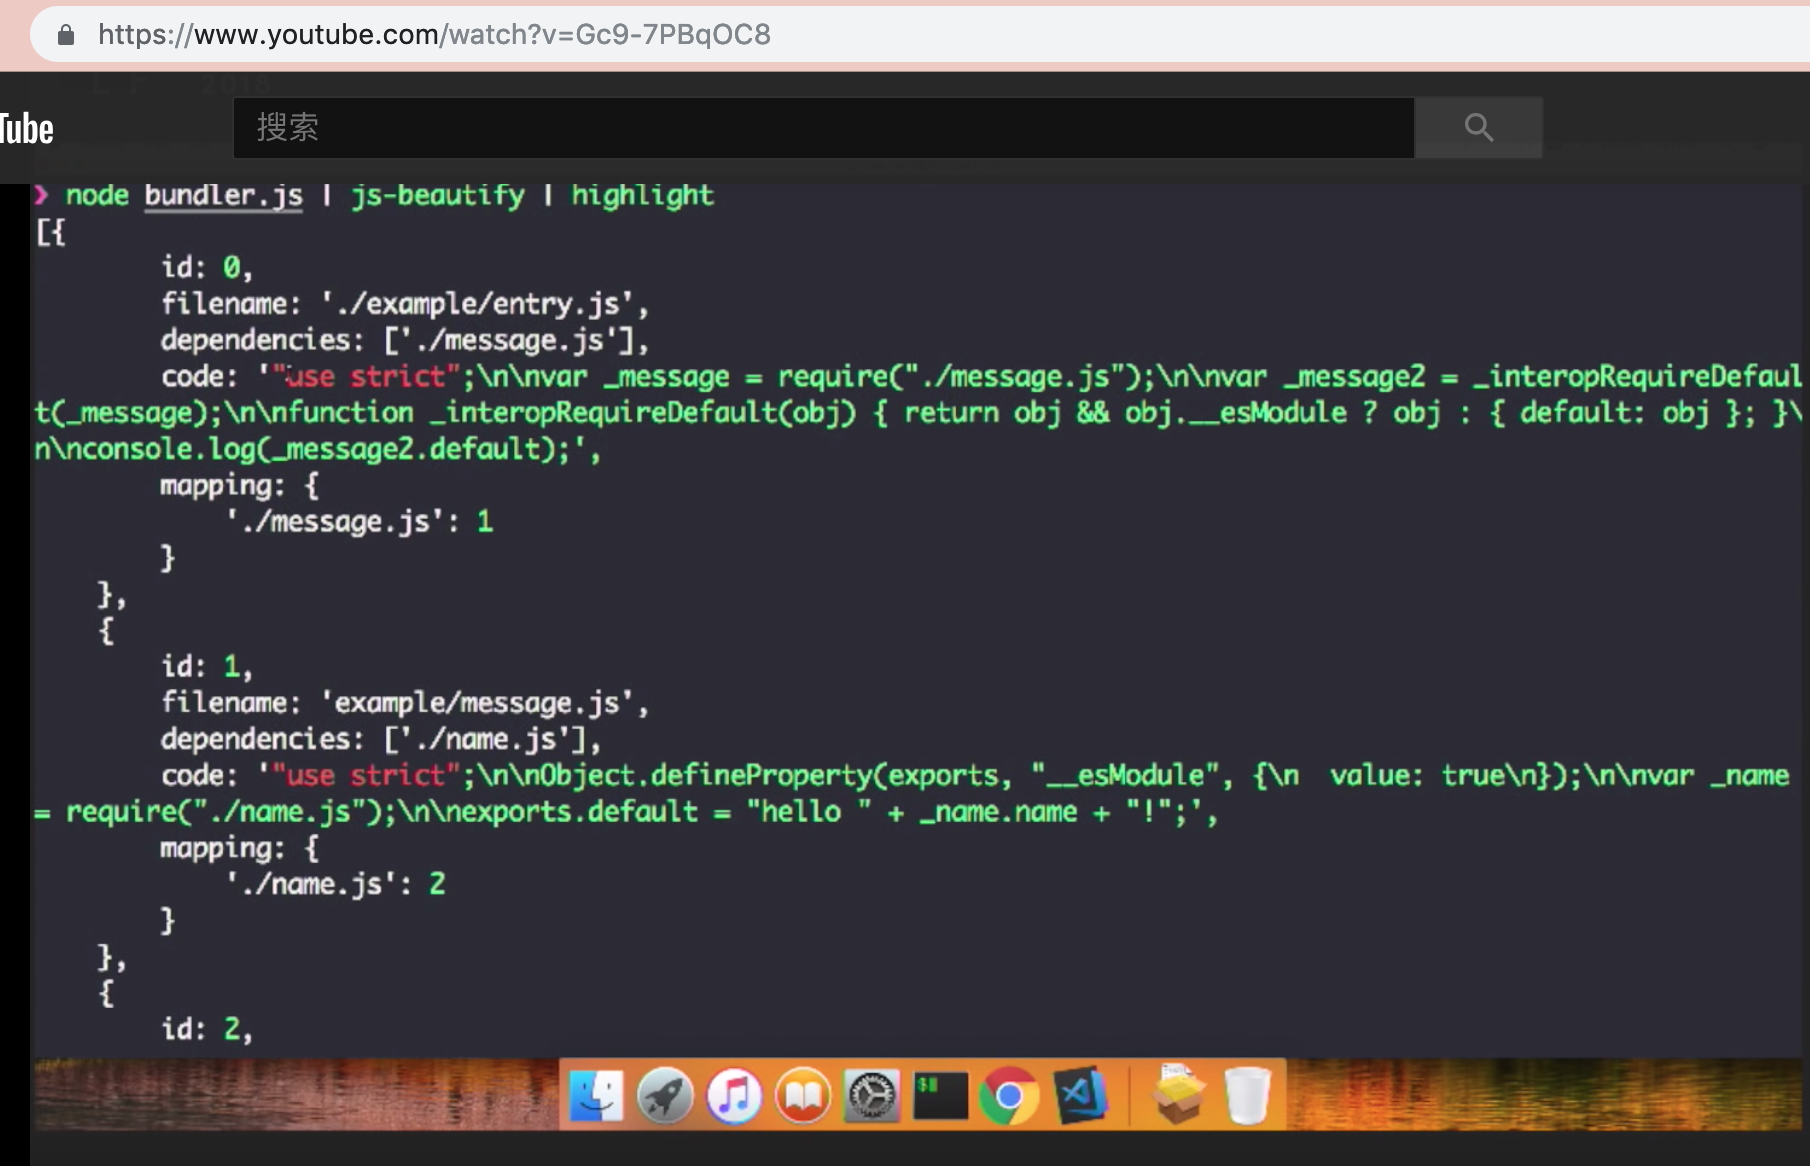 https://www.youtube.com/watch?v=Gc9-7PBqOC8
2018
Tube
搜索
❯ node bundler.js | js-beautify | highlight
[{
id: 0,
filename: './example/entry.js',
dependencies: ['./message.js'],
code: '"use strict";\n\nvar _message = require("./message.js");\n\nvar _message2 = _interopRequireDefaul
t(_message);\n\nfunction _interopRequireDefault(obj) { return obj && obj.__esModule ? obj : { default: obj }; }\
n\nconsole.log(_message2.default);',
mapping: {
'./message.js': 1
}
},
{
id: 1,
filename: 'example/message.js',
dependencies: ['./name.js'],
code: '"use strict";\n\nObject.defineProperty(exports, "__esModule", {\n  value: true\n});\n\nvar _name
= require("./name.js");\n\nexports.default = "hello " + _name.name + "!";',
mapping: {
'./name.js': 2
}
},
{
id: 2,